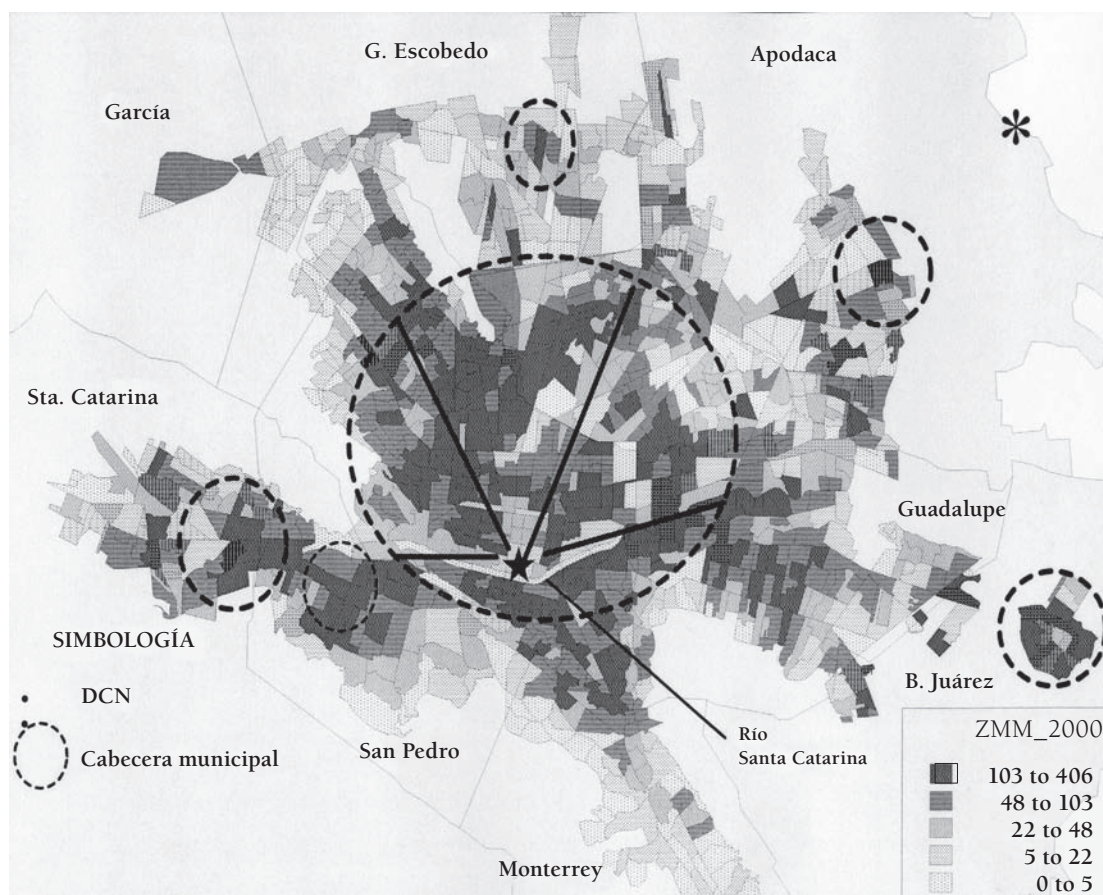 G. Escobedo
Apodaca
García
Sta. Catarina
Guadalupe
SIMBOLOGÍA
DCN
Cabecera municipal
San Pedro
Monterrey
B. Juárez
Río
Santa Catarina
ZMM_2000
103 to 406
48 to 103
22 to 48
5 to 22
0 to 5